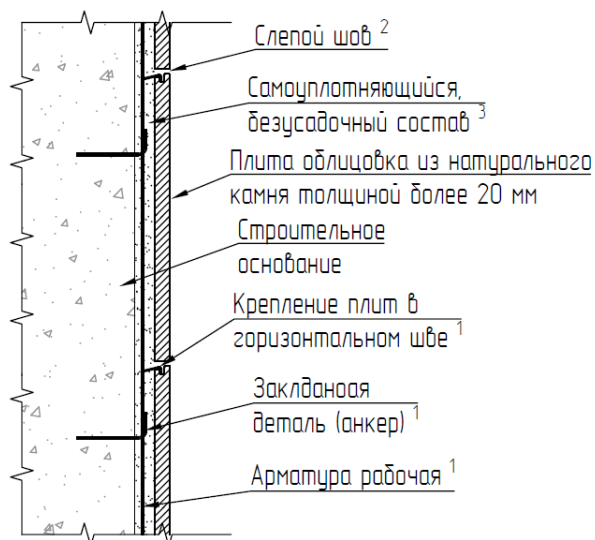 Слепой шов 2
Самоуплотняющийся,
безусадочный состав 3
Плита облицовка из натурального
камня толщиной более 20 мм
Строительное
основание
Крепление плит в
горизонтальном шве 1
Заклданоая
деталь (анкер) 1
Арматура рабочая 1